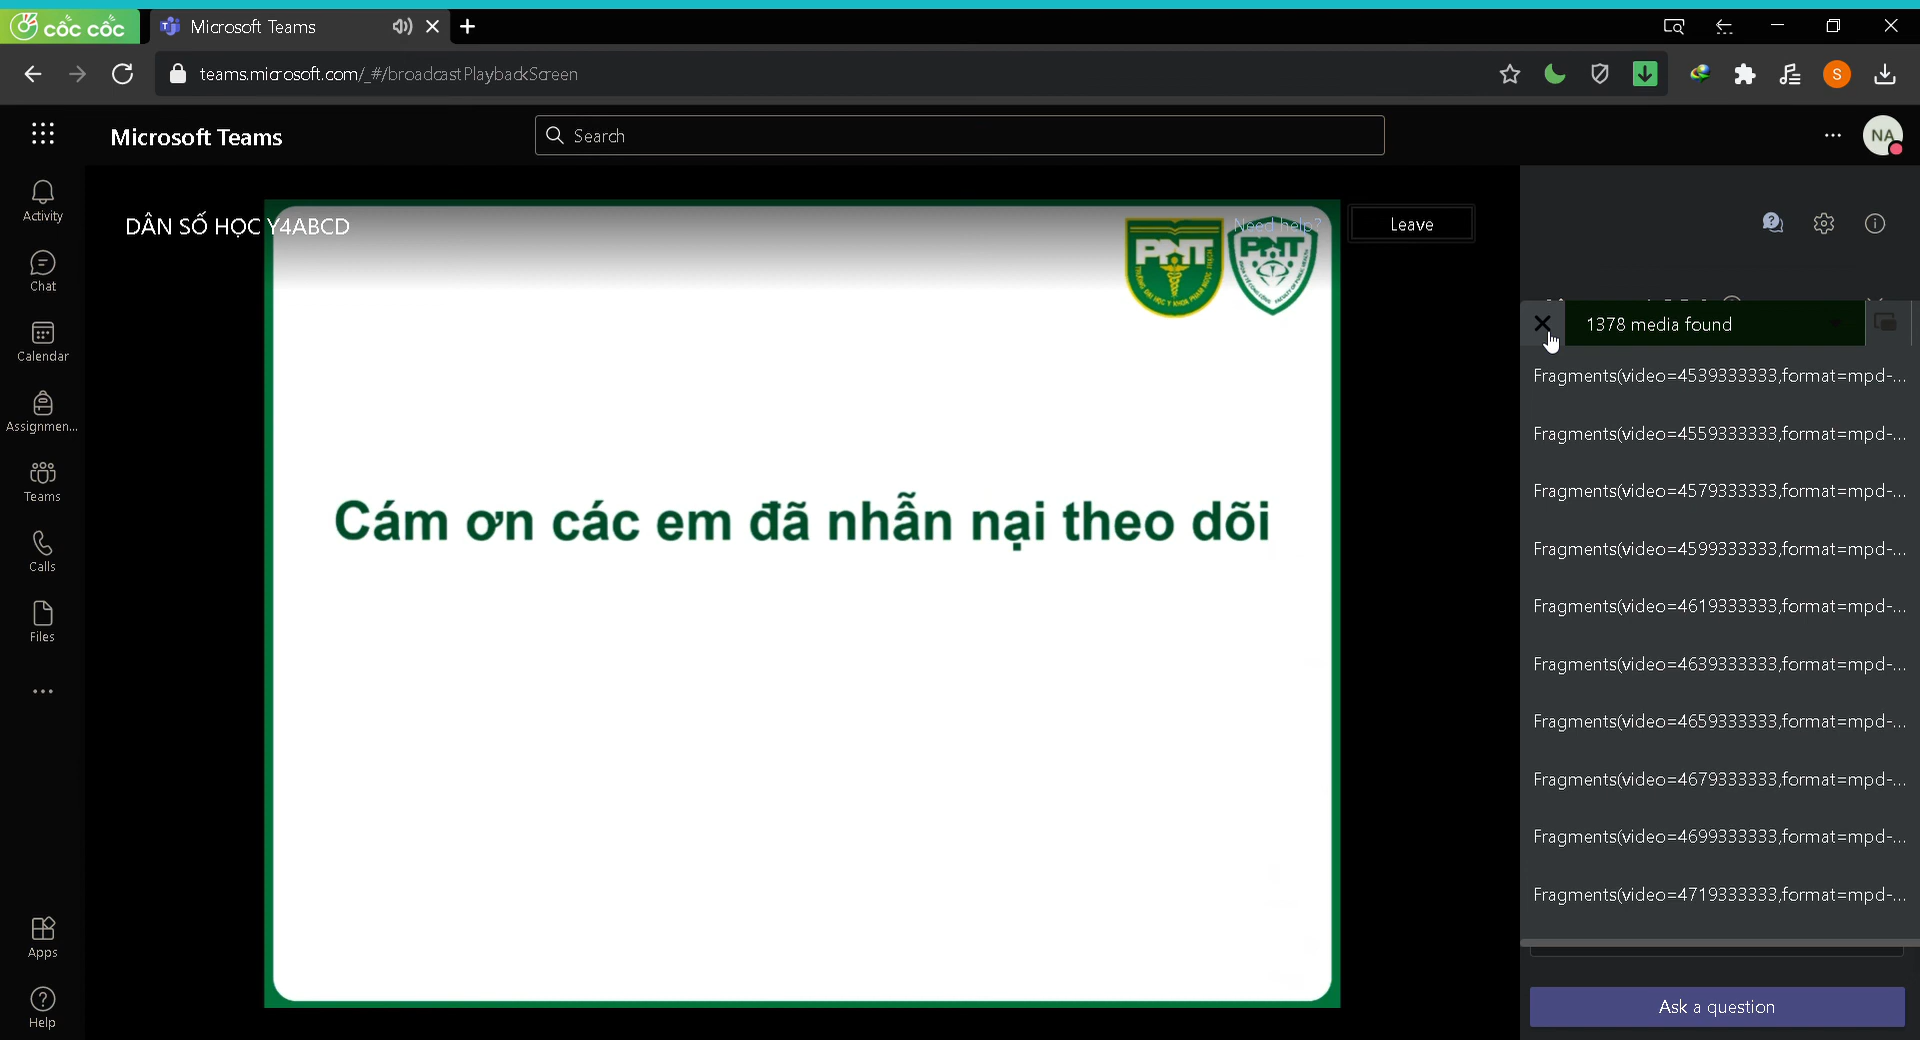 cốc cốc
Microsoft Teams
teams.microsoft.com/_#/broadcastPlaybackScreen
S
Microsoft Teams
Search
NA
Activity
Chat
Calendar
Assignmen...
Teams
Calls
Files
Apps
Help
DÂN SỐ HỌC Y4ABCD
Need help?
Leave
PNT
PNT
Cám ơn các em đã nhẫn nại theo dõi
1378 media found
Fragments(video=4539333333,format=mpd-...
Fragments(video=4559333333,format=mpd-...
Fragments(video=4579333333,format=mpd-...
Fragments(video=4599333333,format=mpd-...
Fragments(video=4619333333,format=mpd-...
Fragments(video=4639333333,format=mpd-...
Fragments(video=4659333333,format=mpd-...
Fragments(video=4679333333,format=mpd-...
Fragments(video=4699333333,format=mpd-...
Fragments(video=4719333333,format=mpd-...
Ask a question